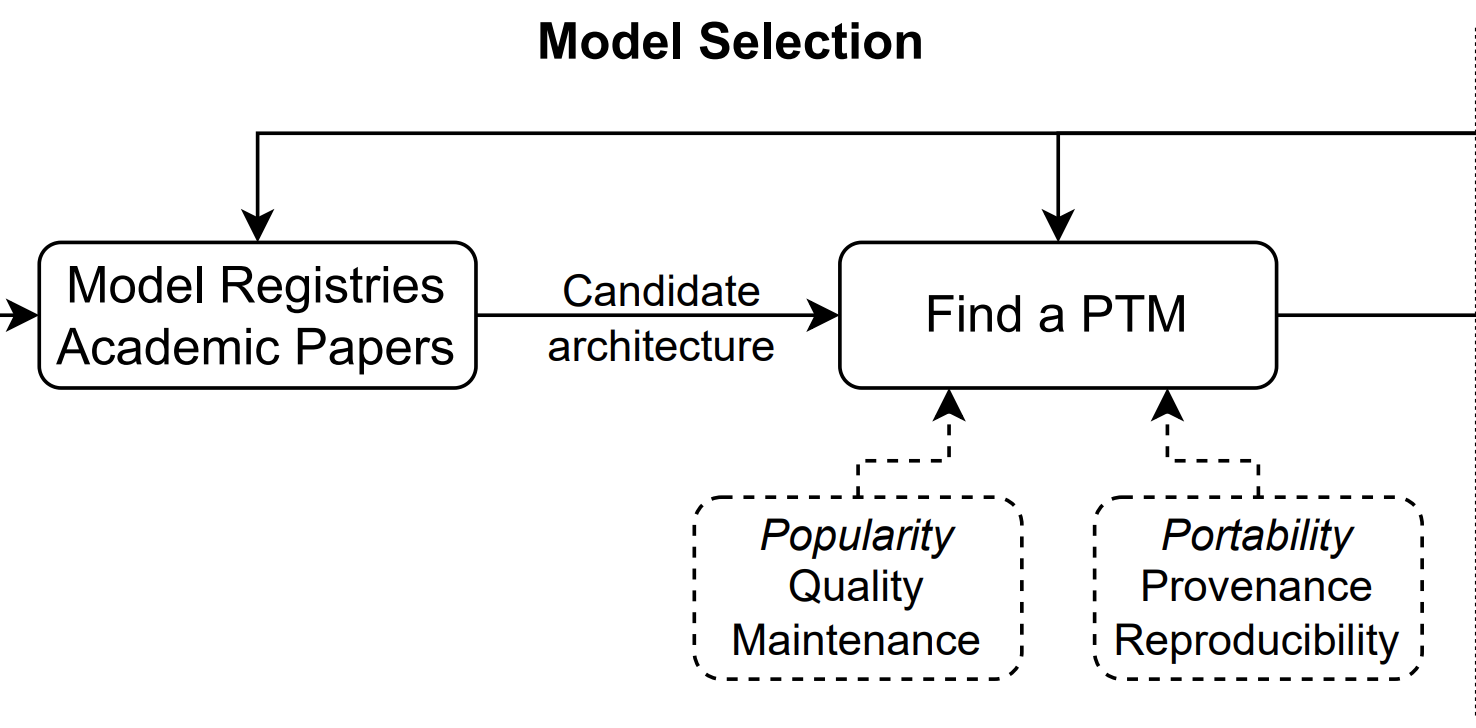 Model Selection
Model Registries
Academic Papers
Candidate
architecture
Find a PTM
Popularity
Quality
Maintenance
Portability
Provenance
Reproducibility